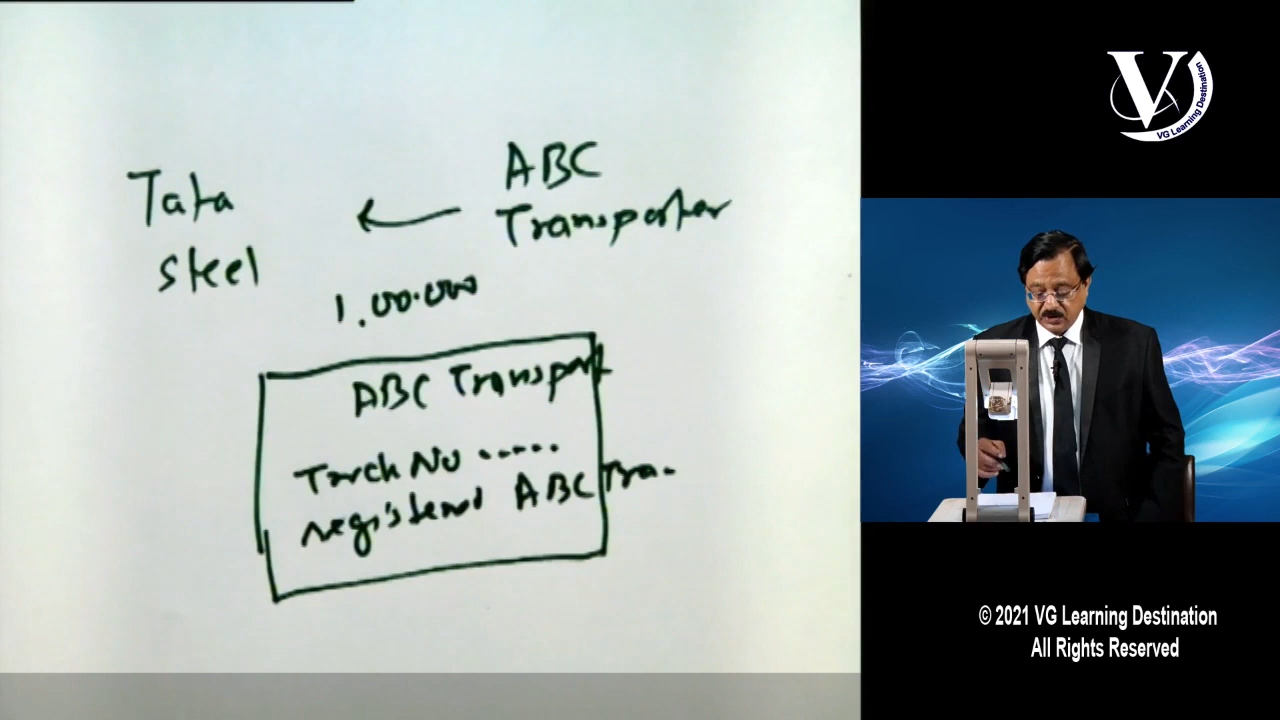 Tata
steel
ABC
Transporter
1.00.000
ABC Transport
Truck No .....
registered ABC Tra.
V
VG Learning Destination
© 2021 VG Learning Destination
All Rights Reserved